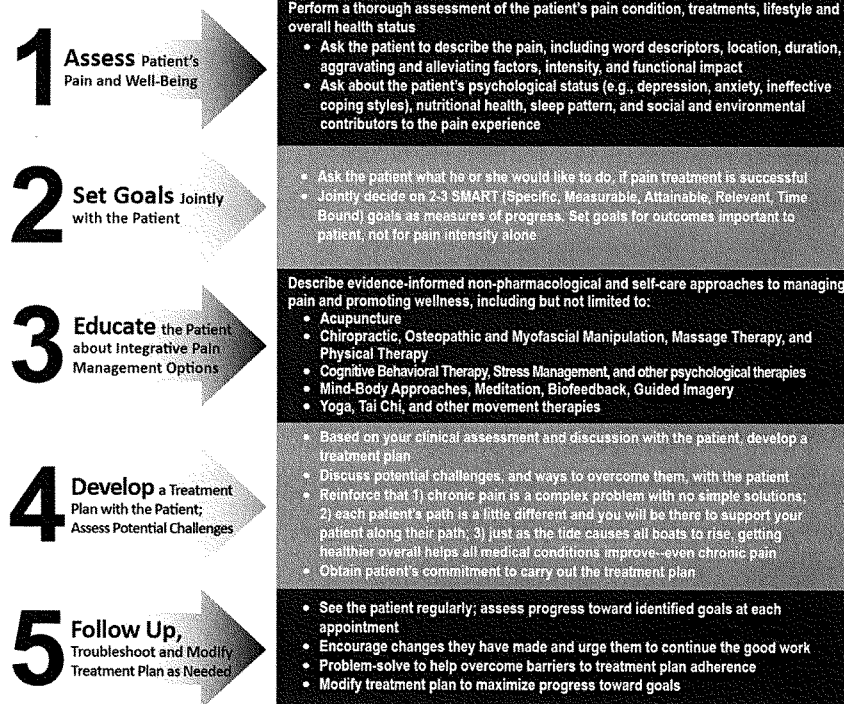 1
Assess Patient's
Pain and Well-Being
Perform a thorough assessment of the patient's pain condition, treatments, lifestyle and
overall health status
• Ask the patient to describe the pain, including word descriptors, location, duration,
aggravating and alleviating factors, intensity, and functional impact
• Ask about the patient's psychological status (e.g., depression, anxiety, ineffective
coping styles), nutritional health, sleep pattern, and social and environmental
contributors to the pain experience
2
Set Goals Jointly
with the Patient
• Ask the patient what he or she would like to do, if pain treatment is successful
• Jointly decide on 2-3 SMART (Specific, Measurable, Attainable, Relevant, Time
Bound) goals as measures of progress. Set goals for outcomes important to
patient, not for pain intensity alone
3
Educate the Patient
about Integrative Pain
Management Options
Describe evidence-informed non-pharmacological and self-care approaches to managing
pain and promoting wellness, including but not limited to:
• Acupuncture
• Chiropractic, Osteopathic and Myofascial Manipulation, Massage Therapy, and
Physical Therapy
• Cognitive Behavioral Therapy, Stress Management, and other psychological therapies
• Mind-Body Approaches, Meditation, Biofeedback, Guided Imagery
• Yoga, Tai Chi, and other movement therapies
4
Develop a Treatment
Plan with the Patient;
Assess Potential Challenges
• Based on your clinical assessment and discussion with the patient, develop a
treatment plan
• Discuss potential challenges, and ways to overcome them, with the patient
• Reinforce that 1) chronic pain is a complex problem with no simple solutions;
2) each patient's path is a little different and you will be there to support your
patient along their path; 3) just as the tide causes all boats to rise, getting
healthier overall helps all medical conditions improve--even chronic pain
• Obtain patient's commitment to carry out the treatment plan
5
Follow Up,
Troubleshoot and Modify
Treatment Plan as Needed
• See the patient regularly; assess progress toward identified goals at each
appointment
• Encourage changes they have made and urge them to continue the good work
• Problem-solve to help overcome barriers to treatment plan adherence
• Modify treatment plan to maximize progress toward goals